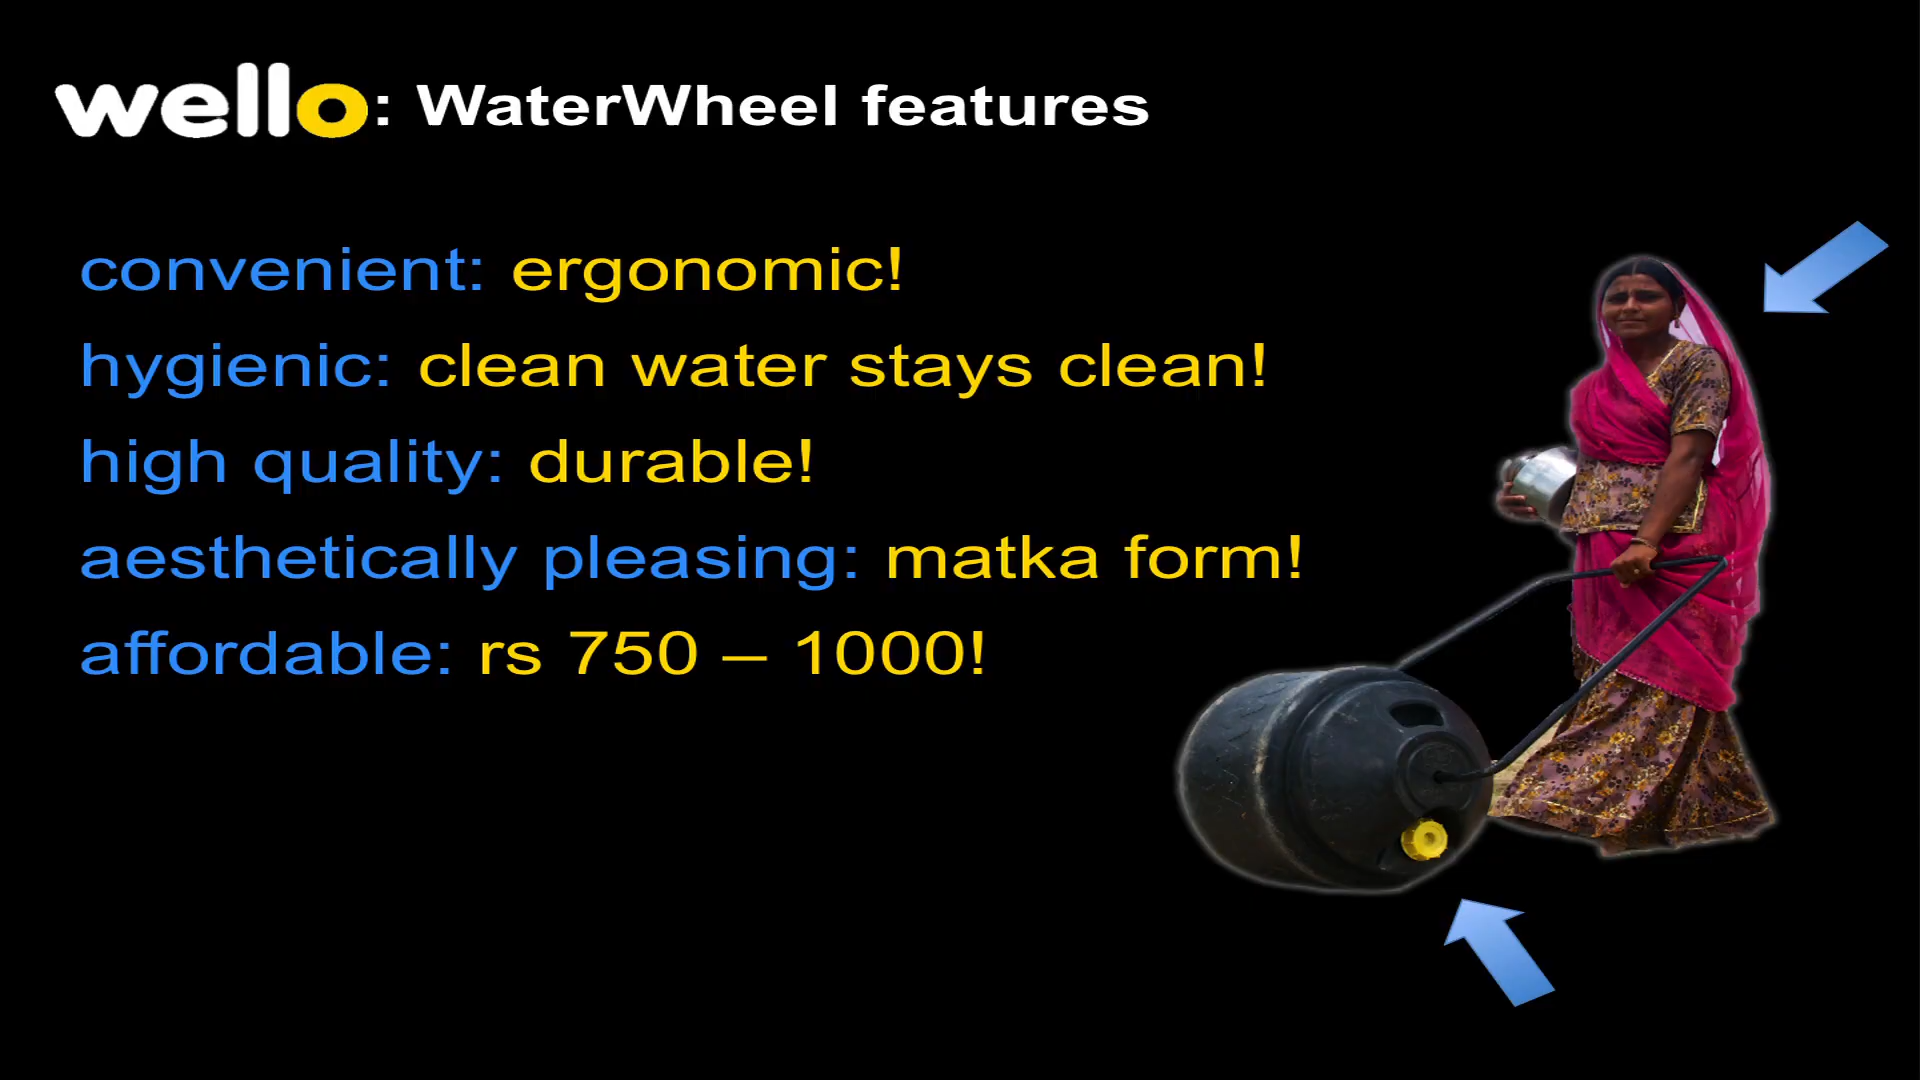 wello: WaterWheel features
convenient: ergonomic!
hygienic: clean water stays clean!
high quality: durable!
aesthetically pleasing: matka form!
affordable: rs 750 – 1000!